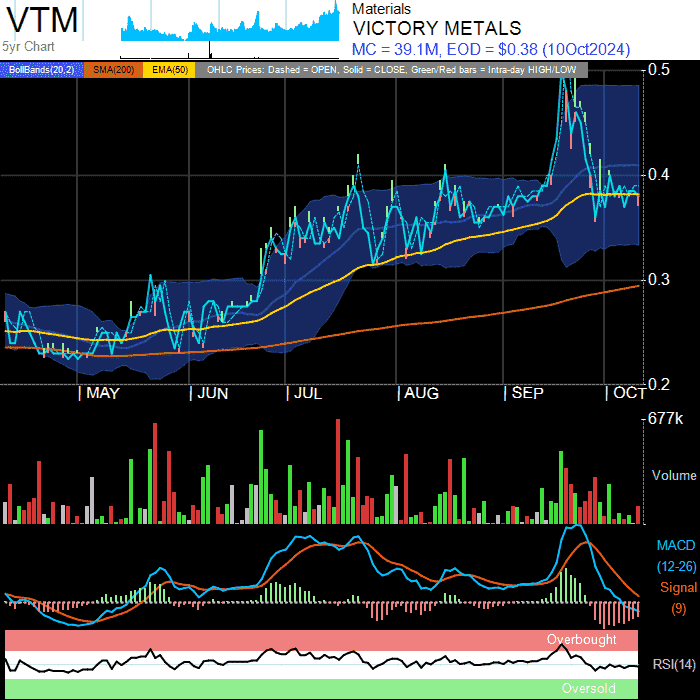 VTM
5yr Chart
Materials
VICTORY METALS
MC = 39.1M, EOD = $0.38 (10Oct2024)
BollBands(20,2) SMA(200) EMA(50) OHLC Prices: Dashed = OPEN, Solid = CLOSE, Green/Red bars = Intra-day HIGH/LOW
0.5
0.4
0.3
0.2
MAY JUN JUL AUG SEP OCT
677k
Volume
MACD
(12-26)
Signal
(9)
Overbought
RSI(14)
Oversold